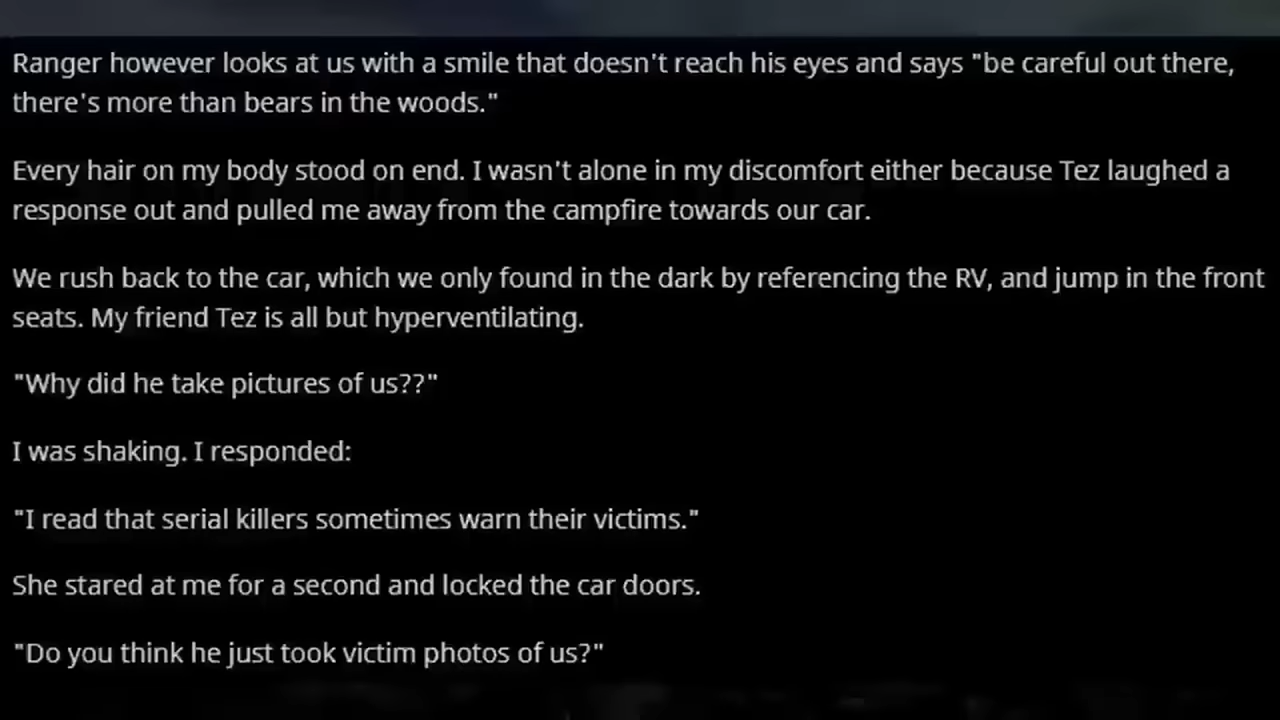 Ranger however looks at us with a smile that doesn't reach his eyes and says "be careful out there,
there's more than bears in the woods."
Every hair on my body stood on end. I wasn't alone in my discomfort either because Tez laughed a
response out and pulled me away from the campfire towards our car.
We rush back to the car, which we only found in the dark by referencing the RV, and jump in the front
seats. My friend Tez is all but hyperventilating.
"Why did he take pictures of us??"
I was shaking. I responded:
"I read that serial killers sometimes warn their victims."
She stared at me for a second and locked the car doors.
"Do you think he just took victim photos of us?"